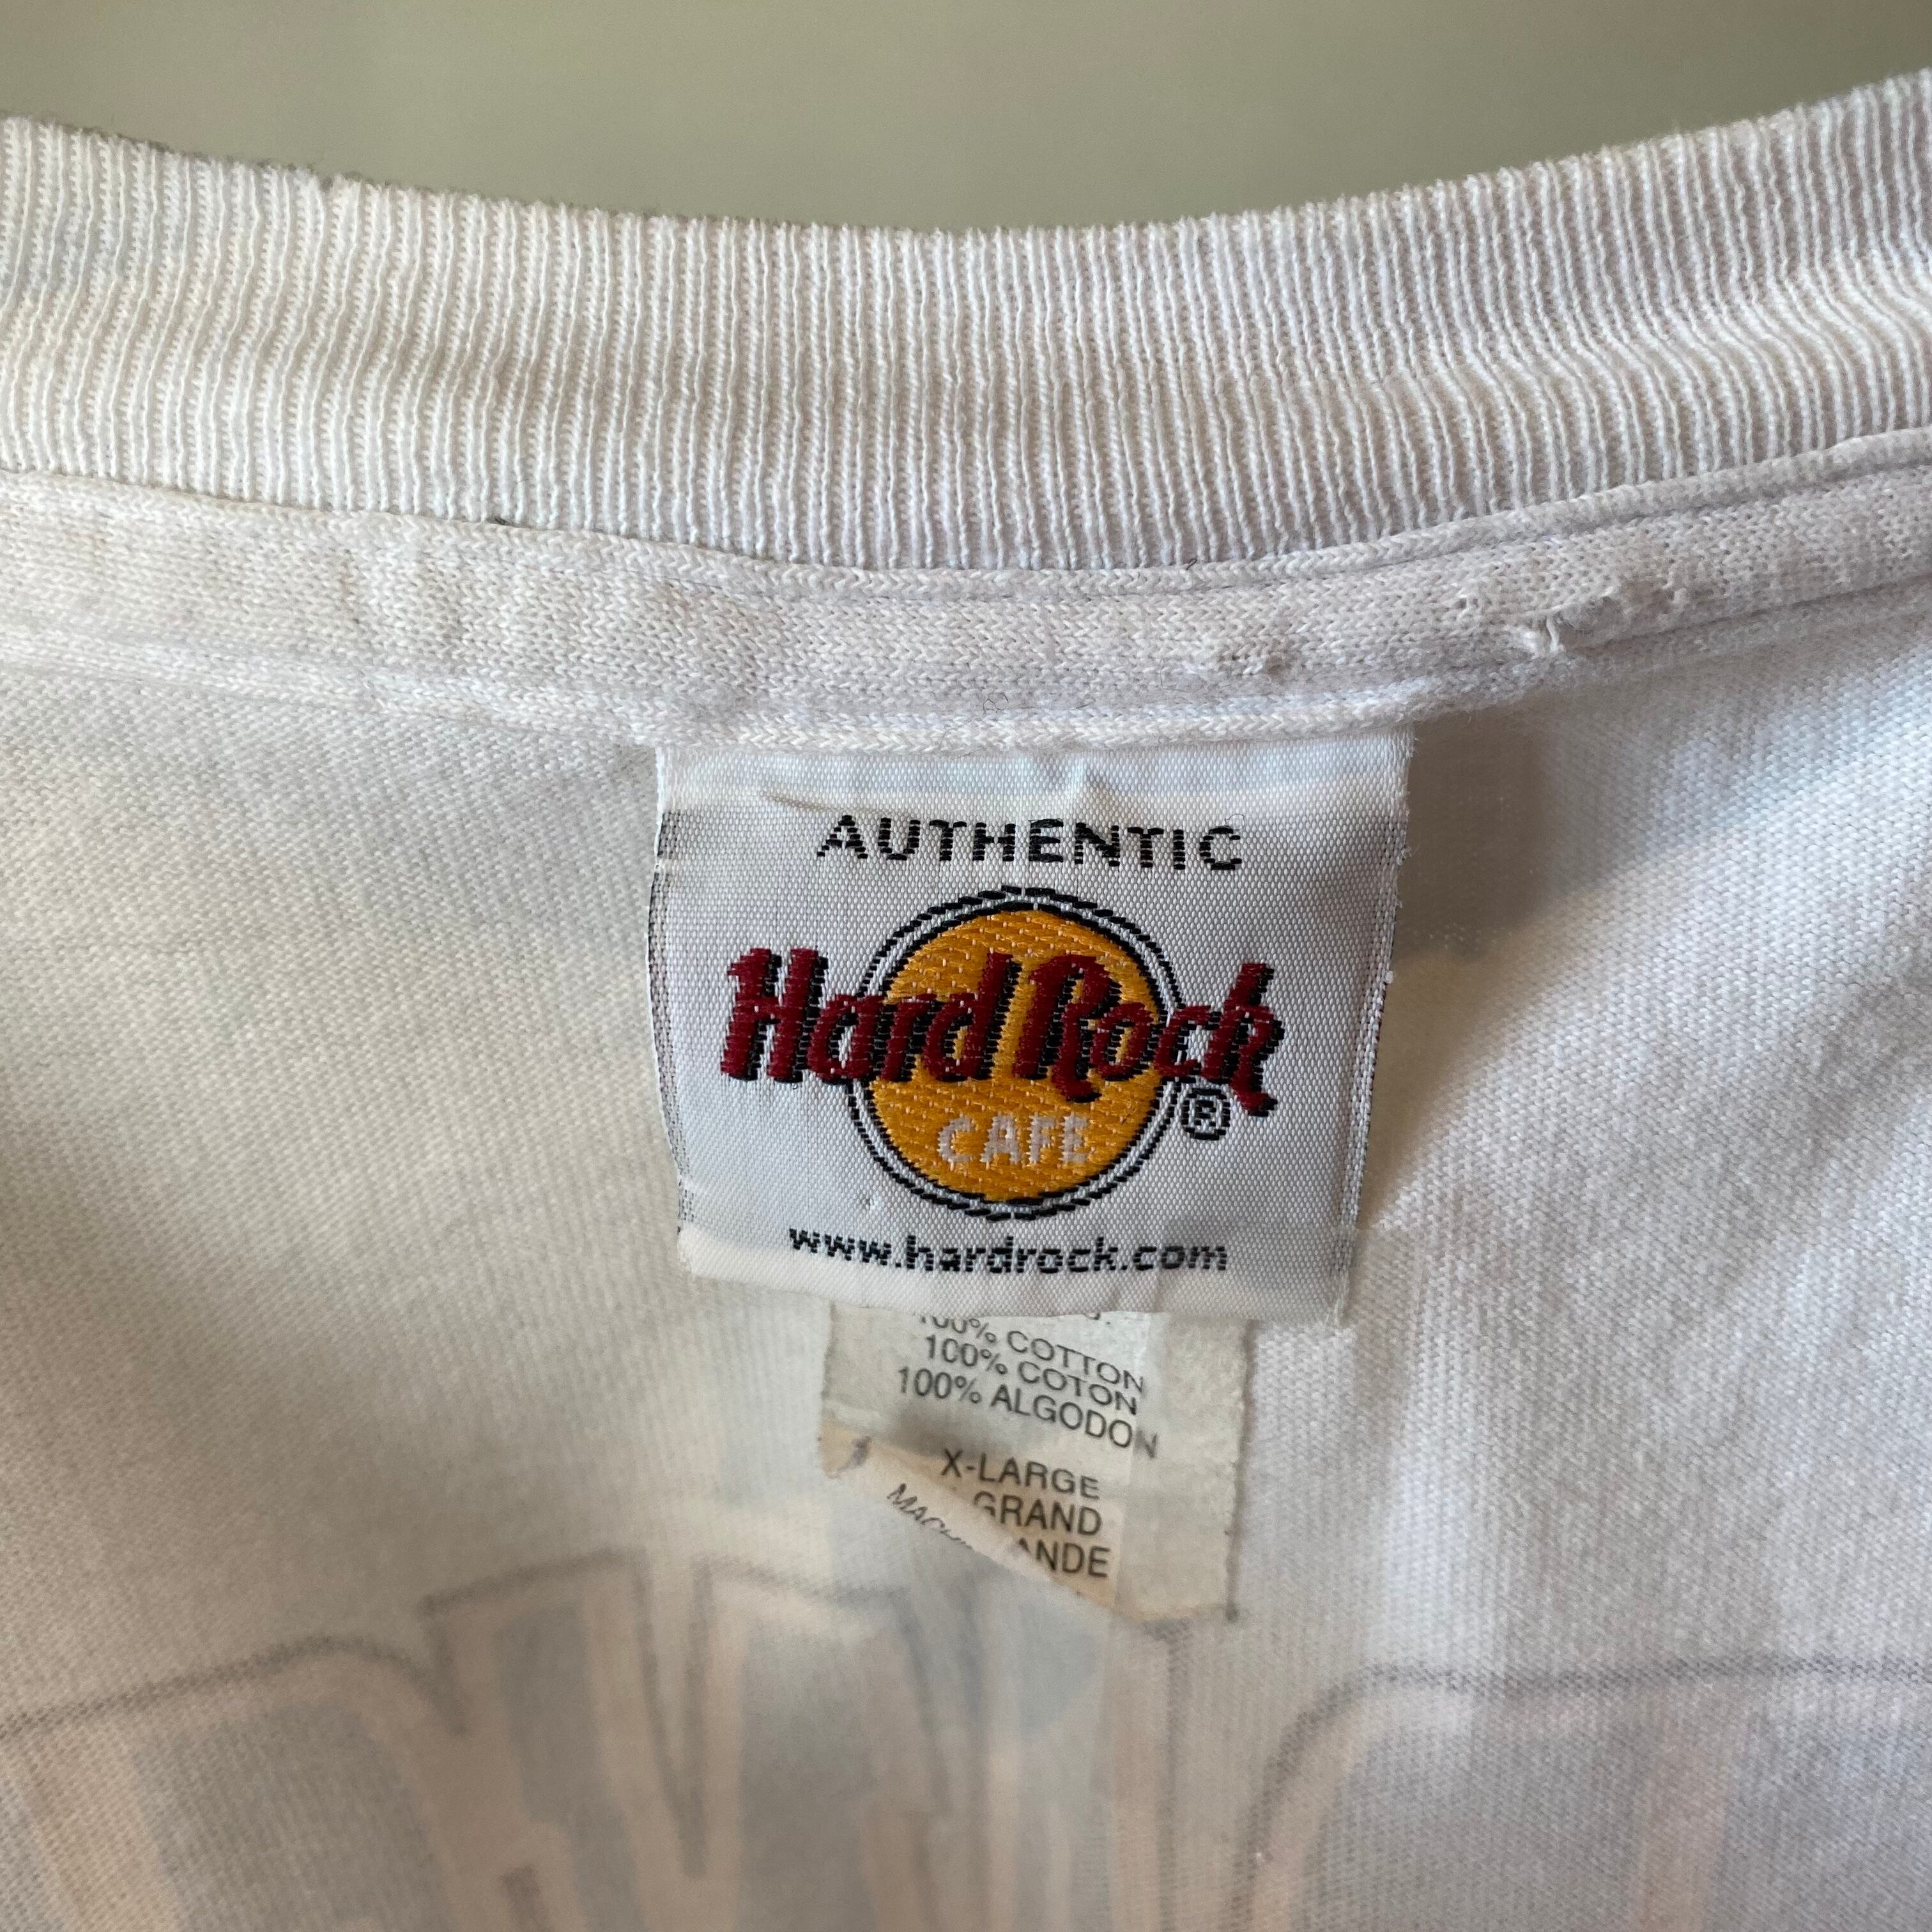 AUTHENTIC
Hard Rock
CAFE
®
www.hardrock.com
100% COTTON
100% COTON
100% ALGODON
X-LARGE
GRAND